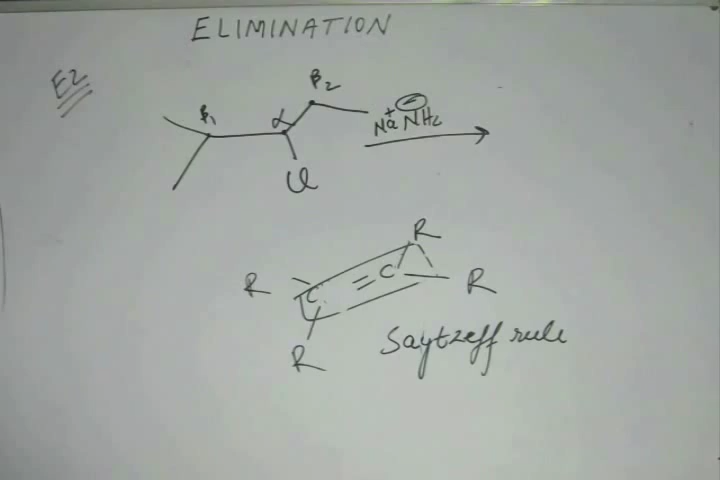 ELIMINATION
E2
β1 α β2
Cl
Na+ NH2 −
R
R C = C R
R
Saytzeff rule